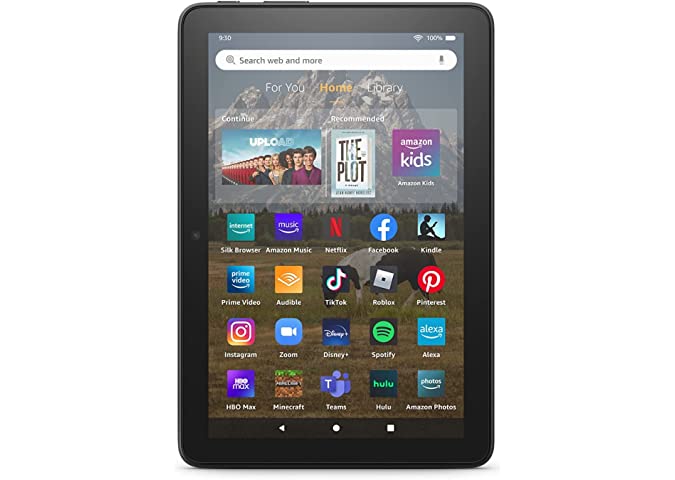 9:30 100%
Search web and more
For You Home Library
Continue Recommended
UPLOAD
THE
PLOT
amazon
kids
Amazon Kids
internet music
Silk Browser Amazon Music Netflix Facebook Kindle
prime
video
Prime Video Audible TikTok Roblox Pinterest
Disney+ alexa
Instagram Zoom Disney+ Spotify Alexa
HBO
max MINECRAFT hulu photos
HBO Max Minecraft Teams Hulu Amazon Photos